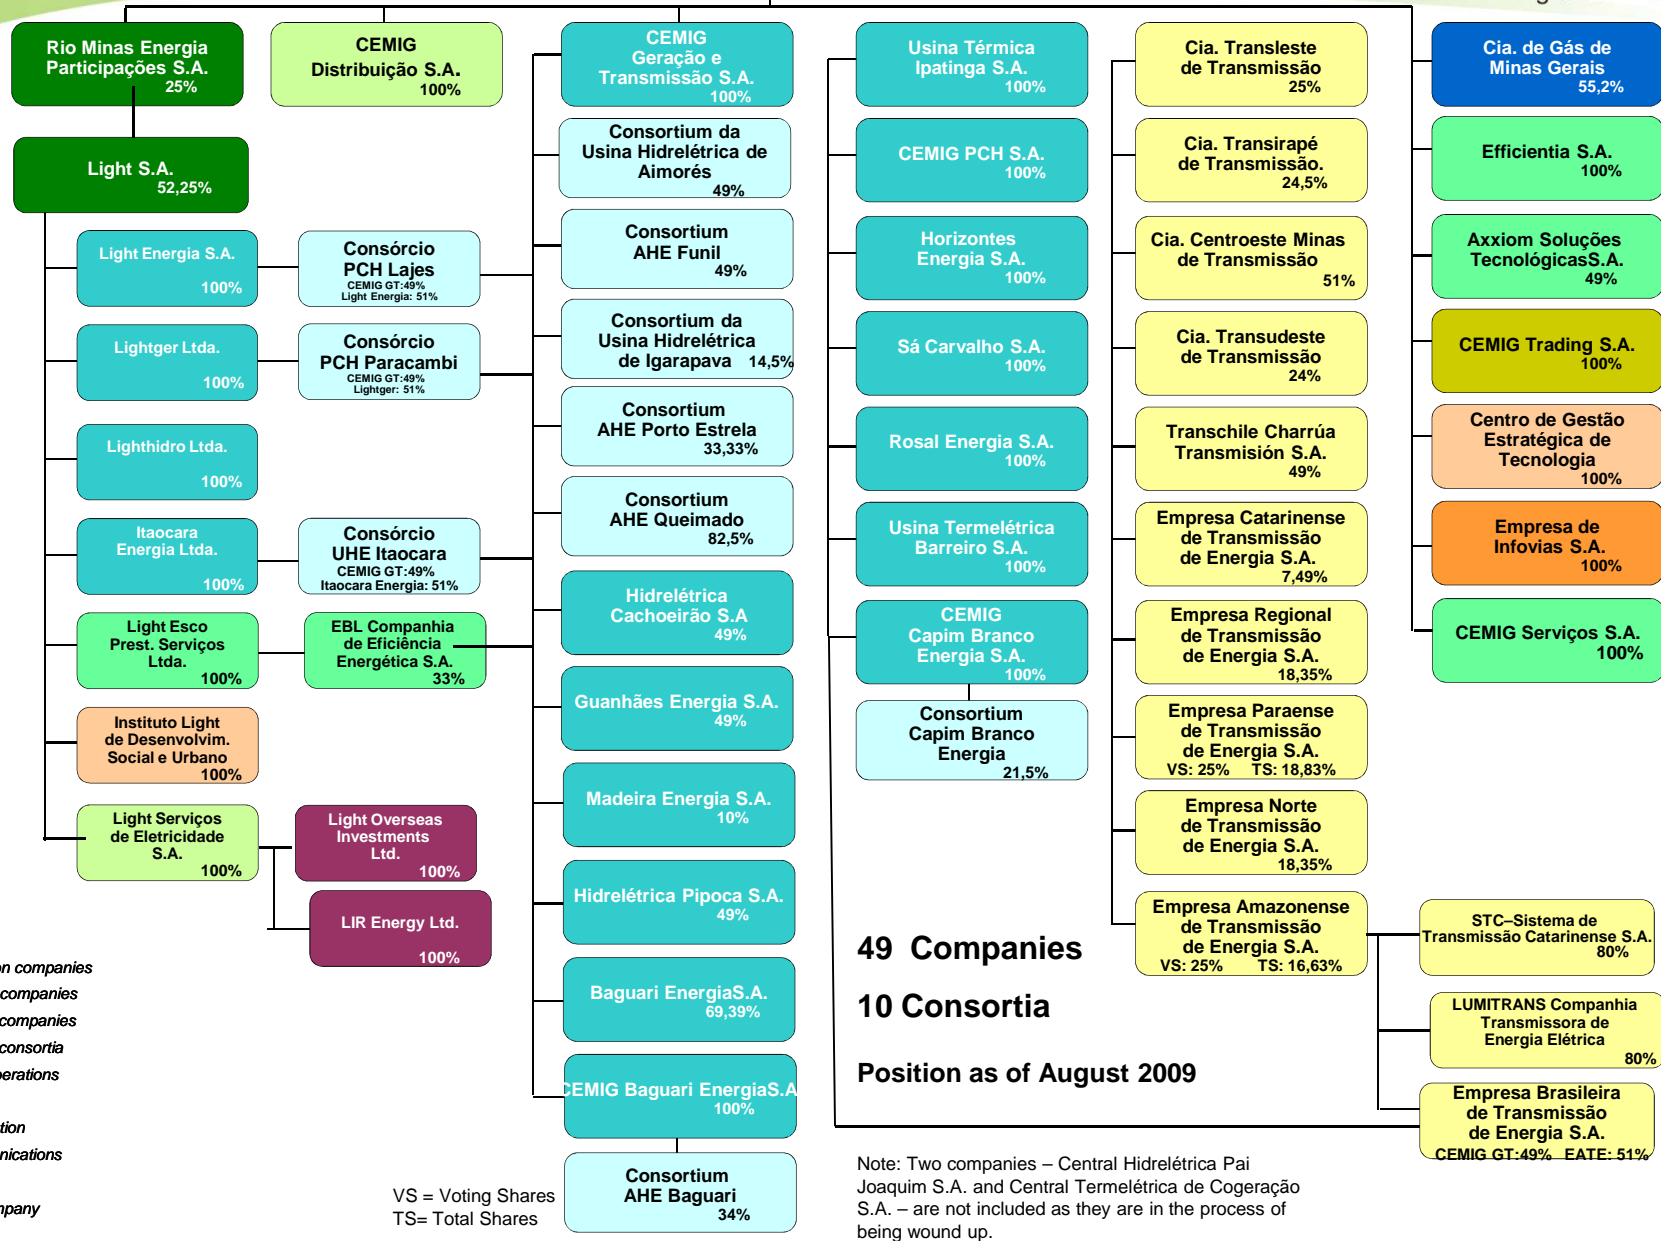 Rio Minas Energia
Participações S.A.
25%
Light S.A.
52,25%
Light Energia S.A.
100%
Lightger Ltda.
100%
Lighthidro Ltda.
100%
Itaocara
Energia Ltda.
100%
Light Esco
Prest. Serviços
Ltda.
100%
Instituto Light
de Desenvolvim.
Social e Urbano
100%
Light Serviços
de Eletricidade
S.A.
100%
CEMIG
Distribuição S.A.
100%
Consórcio
PCH Lajes
CEMIG GT:49%
Light Energia: 51%
Consórcio
PCH Paracambi
CEMIG GT:49%
Lightger: 51%
Consórcio
UHE Itaocara
CEMIG GT:49%
Itaocara Energia: 51%
EBL Companhia
de Eficiência
Energética S.A.
33%
Light Overseas
Investments
Ltd.
100%
LIR Energy Ltd.
100%
CEMIG
Geração e
Transmissão S.A.
100%
Consortium da
Usina Hidrelétrica de
Aimorés
49%
Consortium
AHE Funil
49%
Consortium da
Usina Hidrelétrica
de Igarapava 14,5%
Consortium
AHE Porto Estrela
33,33%
Consortium
AHE Queimado
82,5%
Hidrelétrica
Cachoeirão S.A
49%
Guanhães Energia S.A.
49%
Madeira Energia S.A.
10%
Hidrelétrica Pipoca S.A.
49%
Baguari EnergiaS.A.
69,39%
CEMIG Baguari EnergiaS.A
100%
Consortium
AHE Baguari
34%
Usina Térmica
Ipatinga S.A.
100%
CEMIG PCH S.A.
100%
Horizontes
Energia S.A.
100%
Sá Carvalho S.A.
100%
Rosal Energia S.A.
100%
Usina Termelétrica
Barreiro S.A.
100%
CEMIG
Capim Branco
Energia S.A.
100%
Consortium
Capim Branco
Energia
21,5%
Cia. Transleste
de Transmissão
25%
Cia. Transirapé
de Transmissão.
24,5%
Cia. Centroeste Minas
de Transmissão
51%
Cia. Transudeste
de Transmissão
24%
Transchile Charrúa
Transmisión S.A.
49%
Empresa Catarinense
de Transmissão
de Energia S.A.
7,49%
Empresa Regional
de Transmissão
de Energia S.A.
18,35%
Empresa Paraense
de Transmissão
de Energia S.A.
VS: 25% TS: 18,83%
Empresa Norte
de Transmissão
de Energia S.A.
18,35%
Empresa Amazonense
de Transmissão
de Energia S.A.
VS: 25% TS: 16,63%
Cia. de Gás de
Minas Gerais
55,2%
Efficientia S.A.
100%
Axxiom Soluções
TecnológicasS.A.
49%
CEMIG Trading S.A.
100%
Centro de Gestão
Estratégica de
Tecnologia
100%
Empresa de
Infovias S.A.
100%
CEMIG Serviços S.A.
100%
STC–Sistema de
Transmissão Catarinense S.A.
80%
LUMITRANS Companhia
Transmissora de
Energia Elétrica
80%
Empresa Brasileira
de Transmissão
de Energia S.A.
CEMIG GT:49% EATE: 51%
49 Companies
10 Consortia
Position as of August 2009
Note: Two companies – Central Hidrelétrica Pai
Joaquim S.A. and Central Termelétrica de Cogeração
S.A. – are not included as they are in the process of
being wound up.
companies
companies
companies
consortia
VS = Voting Shares
TS= Total Shares